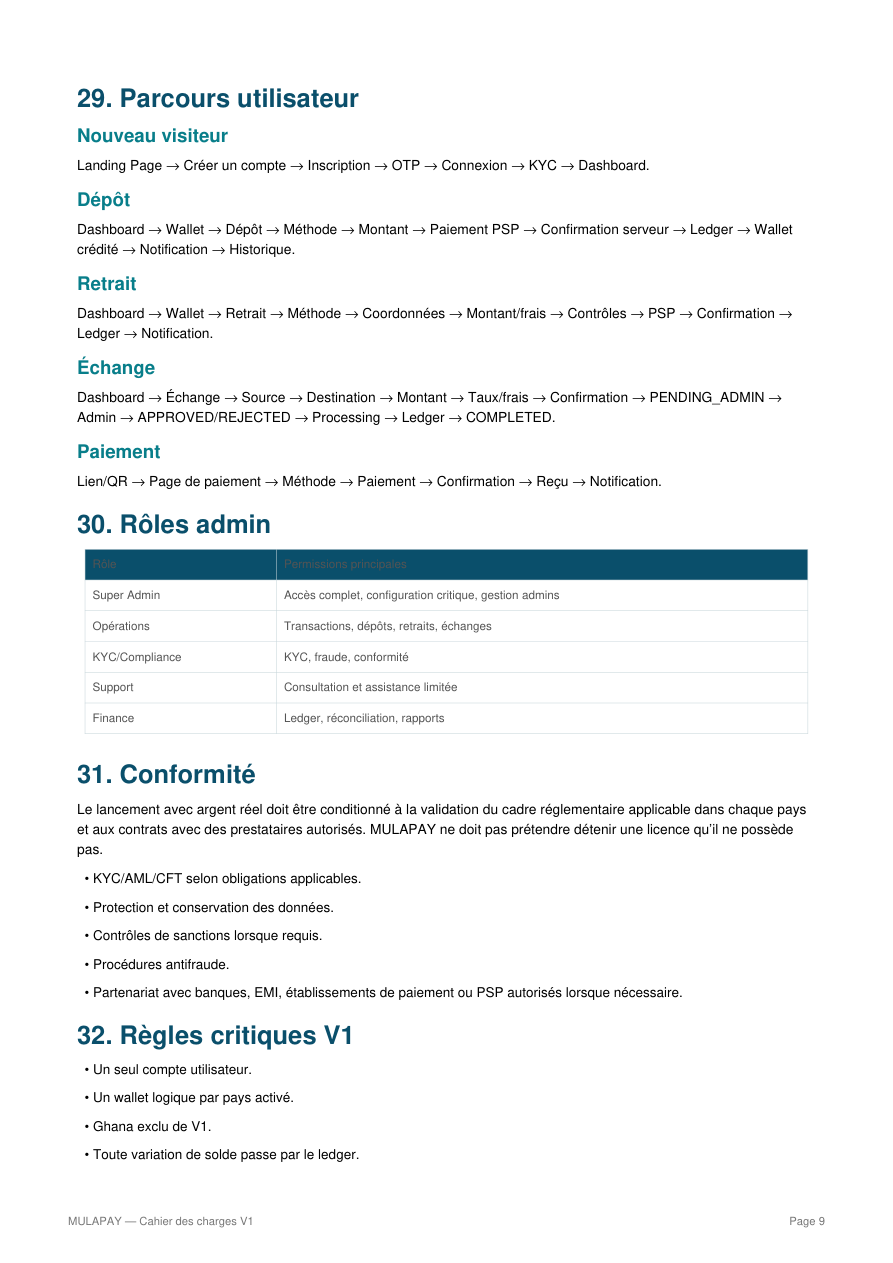 29. Parcours utilisateur
Nouveau visiteur
Landing Page → Créer un compte → Inscription → OTP → Connexion → KYC → Dashboard.
Dépôt
Dashboard → Wallet → Dépôt → Méthode → Montant → Paiement PSP → Confirmation serveur → Ledger → Wallet
crédité → Notification → Historique.
Retrait
Dashboard → Wallet → Retrait → Méthode → Coordonnées → Montant/frais → Contrôles → PSP → Confirmation →
Ledger → Notification.
Échange
Dashboard → Échange → Source → Destination → Montant → Taux/frais → Confirmation → PENDING_ADMIN →
Admin → APPROVED/REJECTED → Processing → Ledger → COMPLETED.
Paiement
Lien/QR → Page de paiement → Méthode → Paiement → Confirmation → Reçu → Notification.
30. Rôles admin
Rôle Permissions principales
Super Admin Accès complet, configuration critique, gestion admins
Opérations Transactions, dépôts, retraits, échanges
KYC/Compliance KYC, fraude, conformité
Support Consultation et assistance limitée
Finance Ledger, réconciliation, rapports
31. Conformité
Le lancement avec argent réel doit être conditionné à la validation du cadre réglementaire applicable dans chaque pays
et aux contrats avec des prestataires autorisés. MULAPAY ne doit pas prétendre détenir une licence qu’il ne possède
pas.
• KYC/AML/CFT selon obligations applicables.
• Protection et conservation des données.
• Contrôles de sanctions lorsque requis.
• Procédures antifraude.
• Partenariat avec banques, EMI, établissements de paiement ou PSP autorisés lorsque nécessaire.
32. Règles critiques V1
• Un seul compte utilisateur.
• Un wallet logique par pays activé.
• Ghana exclu de V1.
• Toute variation de solde passe par le ledger.
MULAPAY — Cahier des charges V1 Page 9